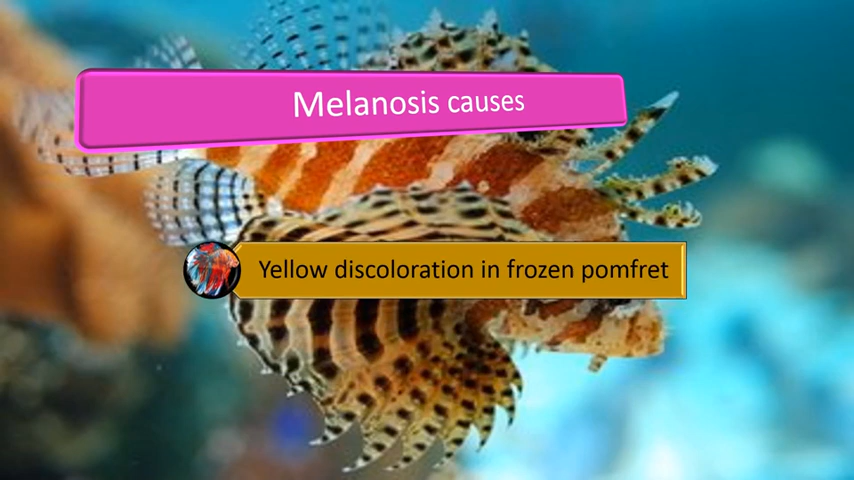 Melanosis causes
Yellow discoloration in frozen pomfret